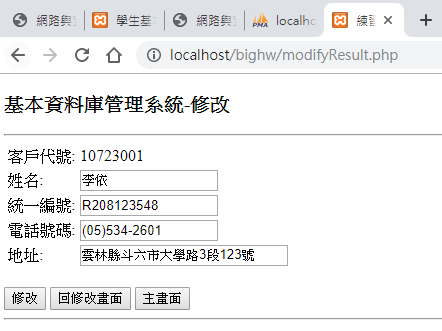 網路與 學生基 網路與 localho 練習
localhost/bighw/modifyResult.php
基本資料庫管理系統-修改
客戶代號: 10723001
姓名: 李依
統一編號: R208123548
電話號碼: (05)534-2601
地址: 雲林縣斗六市大學路3段123號
修改 回修改畫面 主畫面